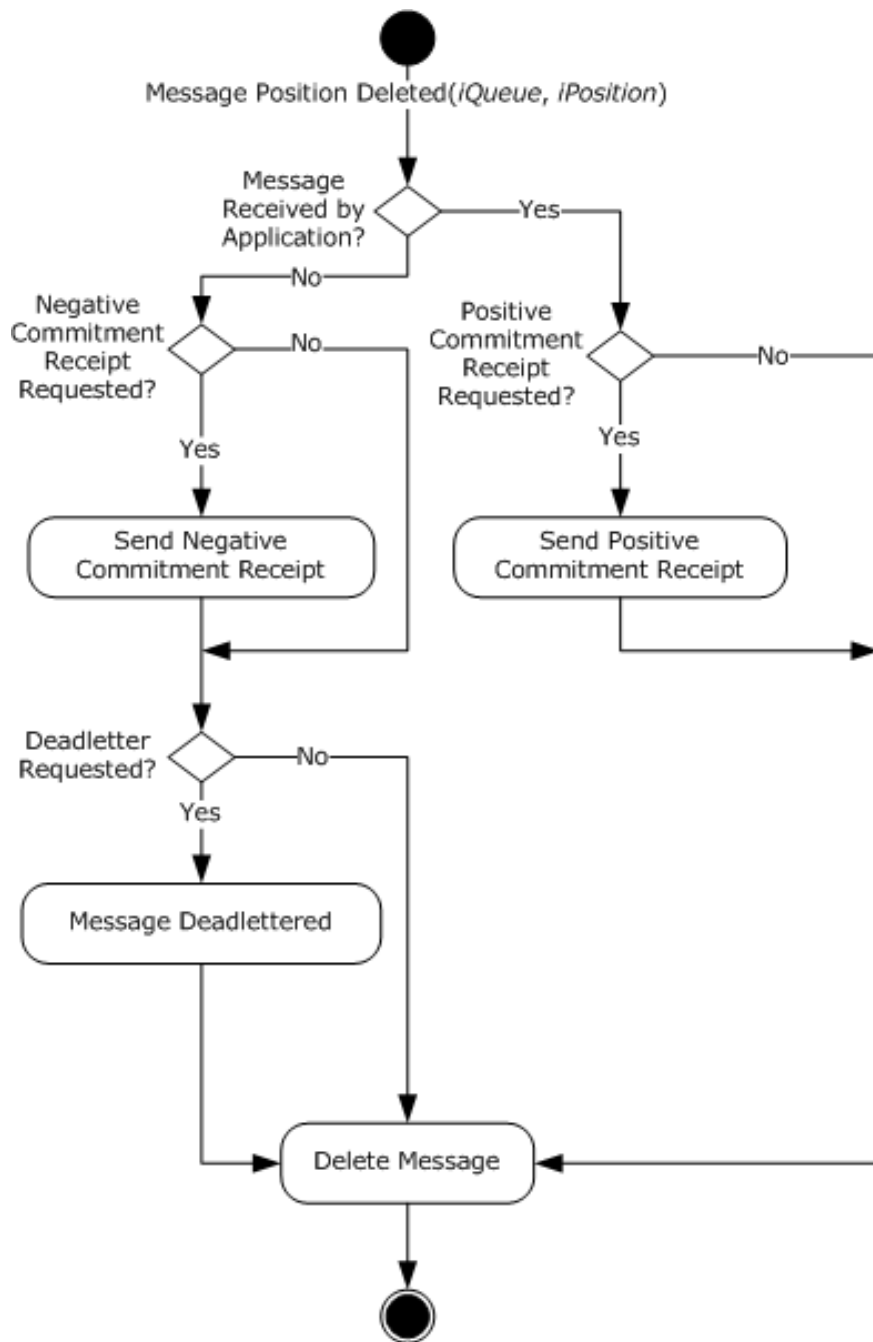 Message Position Deleted(iQueue, iPosition)
Message
Received by
Application?
Yes
No
Negative
Commitment
Receipt
Requested?
No
Yes
Positive
Commitment
Receipt
Requested?
No
Yes
Send Negative
Commitment Receipt
Send Positive
Commitment Receipt
Deadletter
Requested?
No
Yes
Message Deadlettered
Delete Message